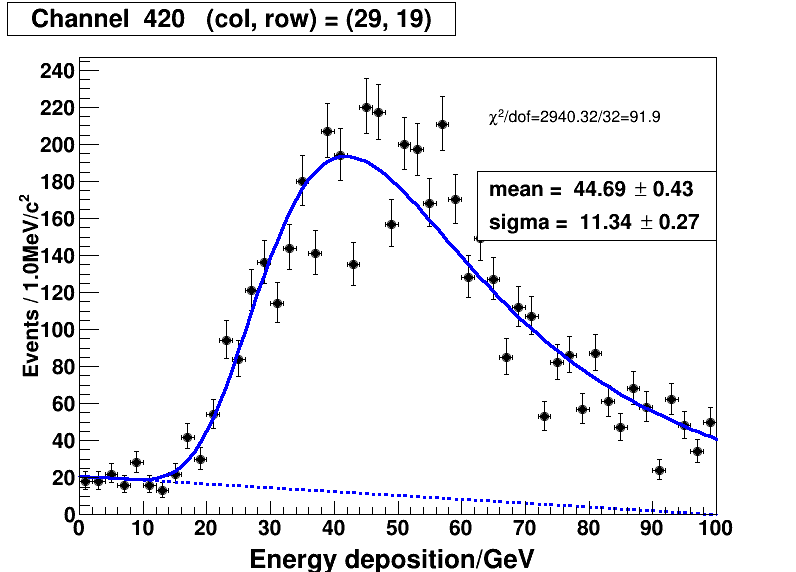 Channel  420   (col, row) = (29, 19)
240
220
200
180
160
140
120
100
80
60
40
20
0
Events / 1.0MeV/c²
χ²/dof=2940.32/32=91.9
mean =  44.69 ± 0.43
sigma =  11.34 ± 0.27
0 10 20 30 40 50 60 70 80 90 100
Energy deposition/GeV